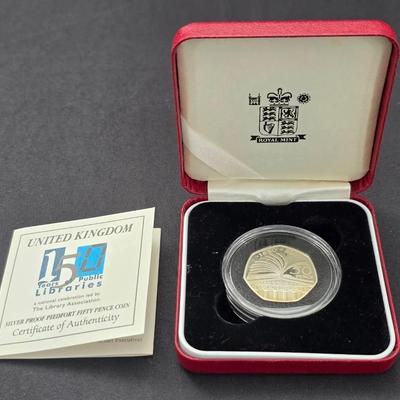 ROYAL MINT
UNITED KINGDOM
150
Years Public
Libraries
a national celebration led by
The Library Association
SILVER PROOF PIEDFORT FIFTY PENCE COIN
Certificate of Authenticity
50